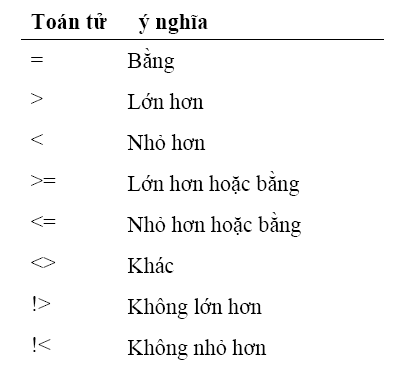 Toán tử ý nghĩa
= Bằng
> Lớn hơn
< Nhỏ hơn
>= Lớn hơn hoặc bằng
<= Nhỏ hơn hoặc bằng
<> Khác
!> Không lớn hơn
!< Không nhỏ hơn